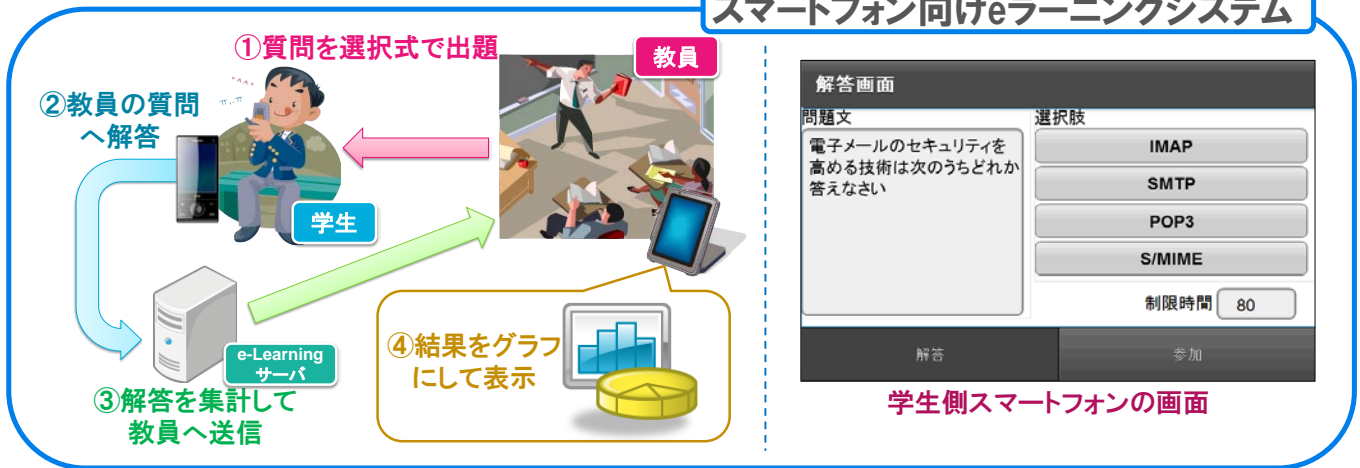 スマートフォン向けeラーニングシステム
①質問を選択式で出題
教員
②教員の質問
へ解答
学生
e-Learning
サーバ
③解答を集計して
教員へ送信
④結果をグラフ
にして表示
解答画面
問題文
電子メールのセキュリティを
高める技術は次のうちどれか
答えなさい
選択肢
IMAP
SMTP
POP3
S/MIME
制限時間 80
解答
参加
学生側スマートフォンの画面